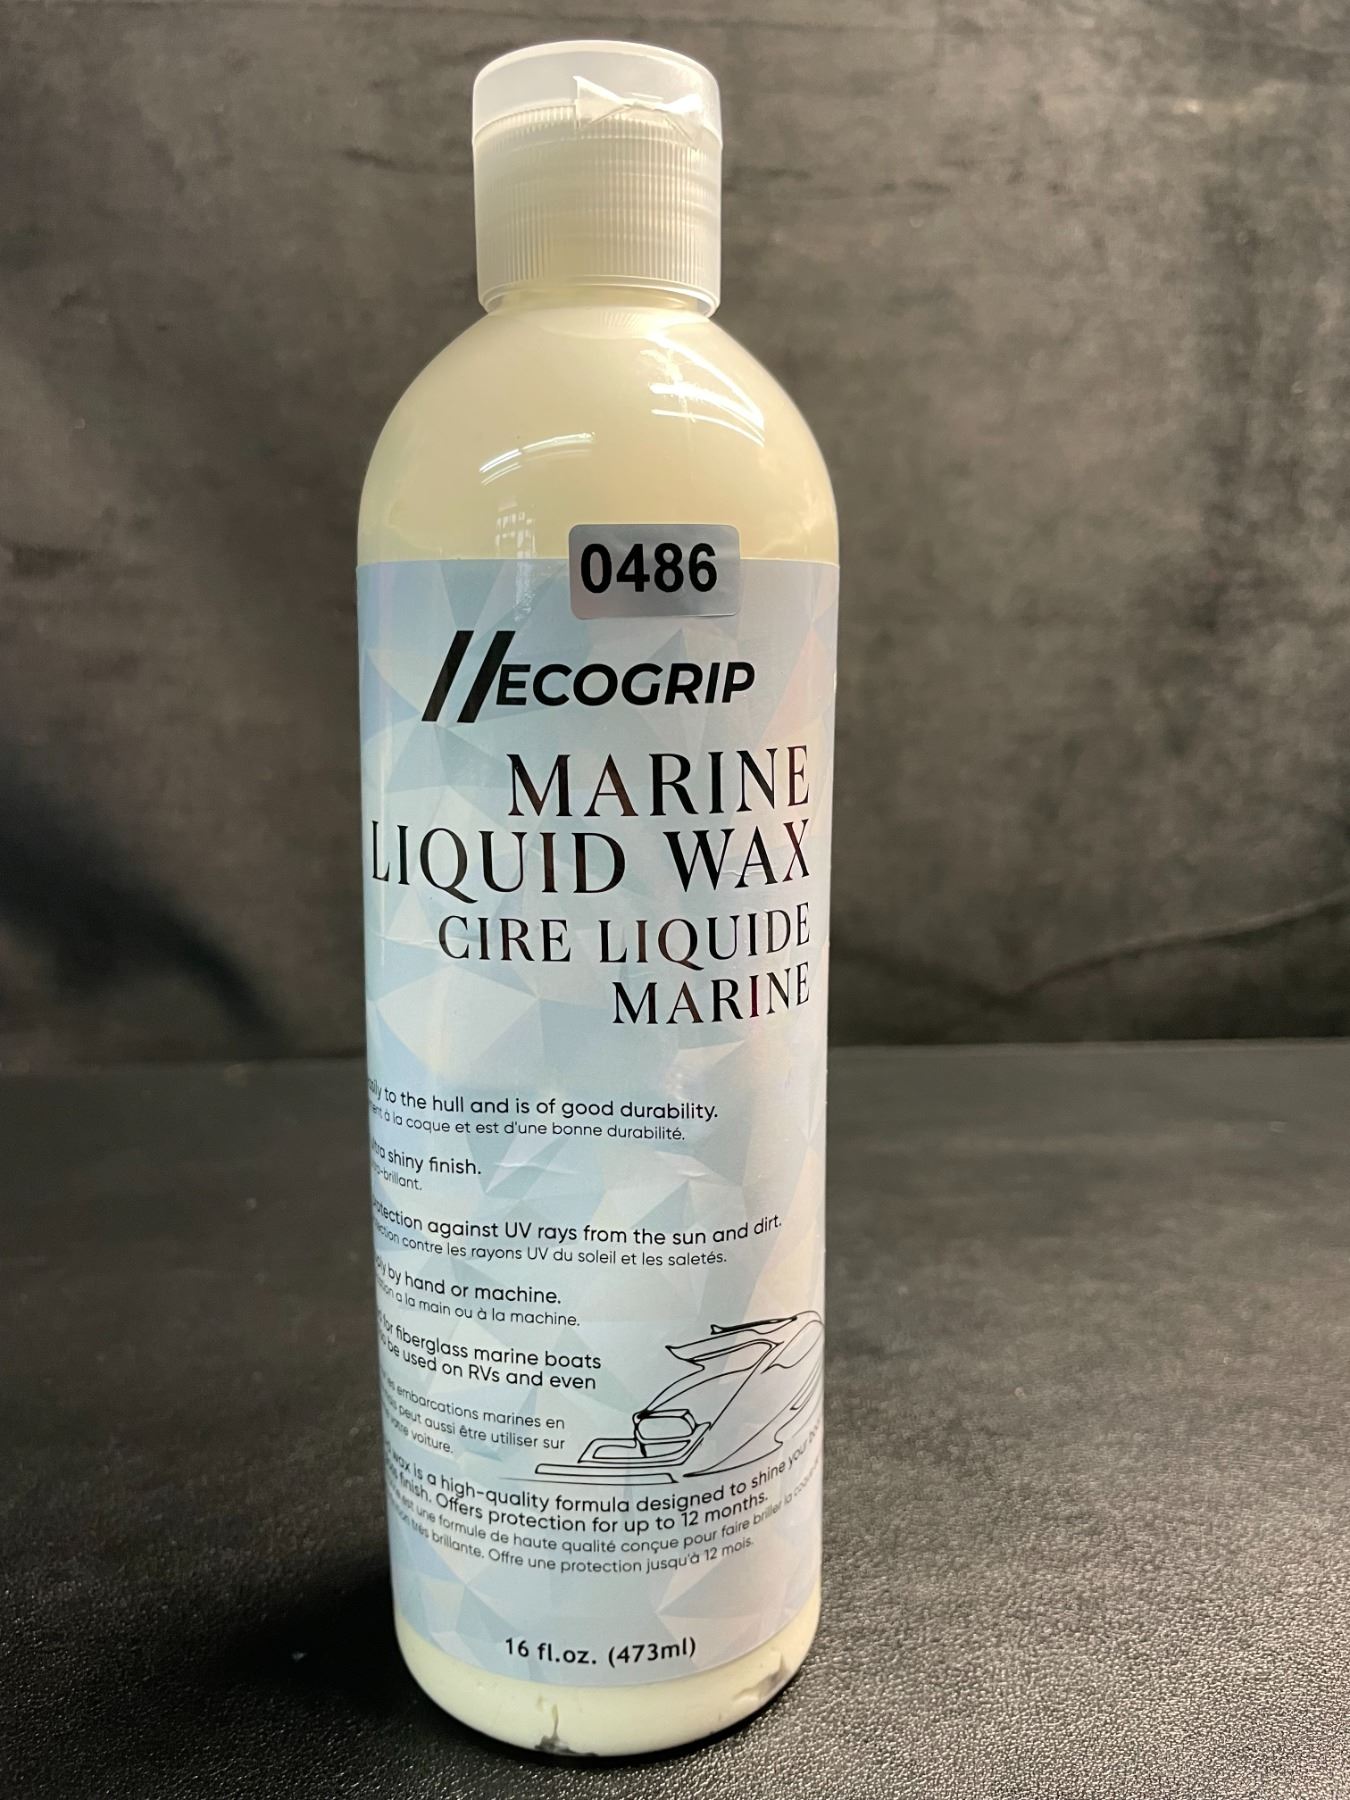 0486
ECOGRIP
MARINE
LIQUID WAX
CIRE LIQUIDE
MARINE
to the hull and is of good durability.
à la coque et est d'une bonne durabilité.
shiny finish.
against UV rays from the sun and dirt.
contre les rayons UV du soleil et les saletés.
by hand or machine.
a la main ou à la machine.
for fiberglass marine boats
be used on RVs and even
embarcations marines en
peut aussi être utiliser sur
voiture.
wax is a high-quality formula designed to shine your
finish. Offers protection for up to 12 months.
est une formule de haute qualité conçue pour faire briller la
très brillante. Offre une protection jusqu'à 12 mois.
16 fl.oz. (473ml)